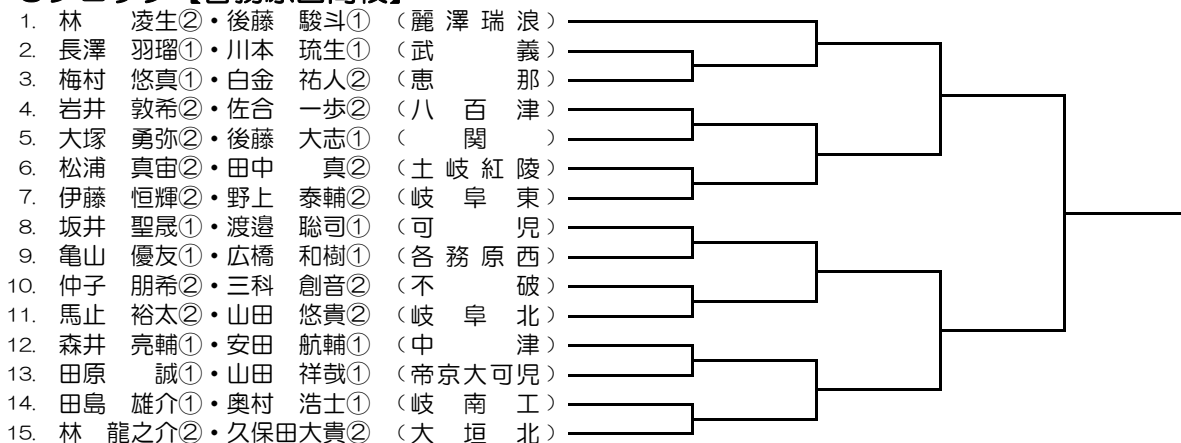 1. 林　　凌生②・後藤　駿斗①（麗澤瑞浪）
2. 長澤　羽瑠①・川本　琉生①（武　　義）
3. 梅村　悠真①・白金　祐人②（恵　　那）
4. 岩井　敦希②・佐合　一歩②（八 百 津）
5. 大塚　勇弥②・後藤　大志①（　関　）
6. 松浦　真宙②・田中　　真②（土岐紅陵）
7. 伊藤　恒輝②・野上　泰輔②（岐 阜 東）
8. 坂井　聖晟①・渡邉　聡司①（可　　児）
9. 亀山　優友①・広橋　和樹①（各務原西）
10. 仲子　朋希②・三科　創音②（不　　破）
11. 馬止　裕太②・山田　悠貴②（岐 阜 北）
12. 森井　亮輔①・安田　航輔①（中　　津）
13. 田原　　誠①・山田　祥哉①（帝京大可児）
14. 田島　雄介①・奥村　浩士①（岐 南 工）
15. 林　龍之介②・久保田大貴②（大 垣 北）